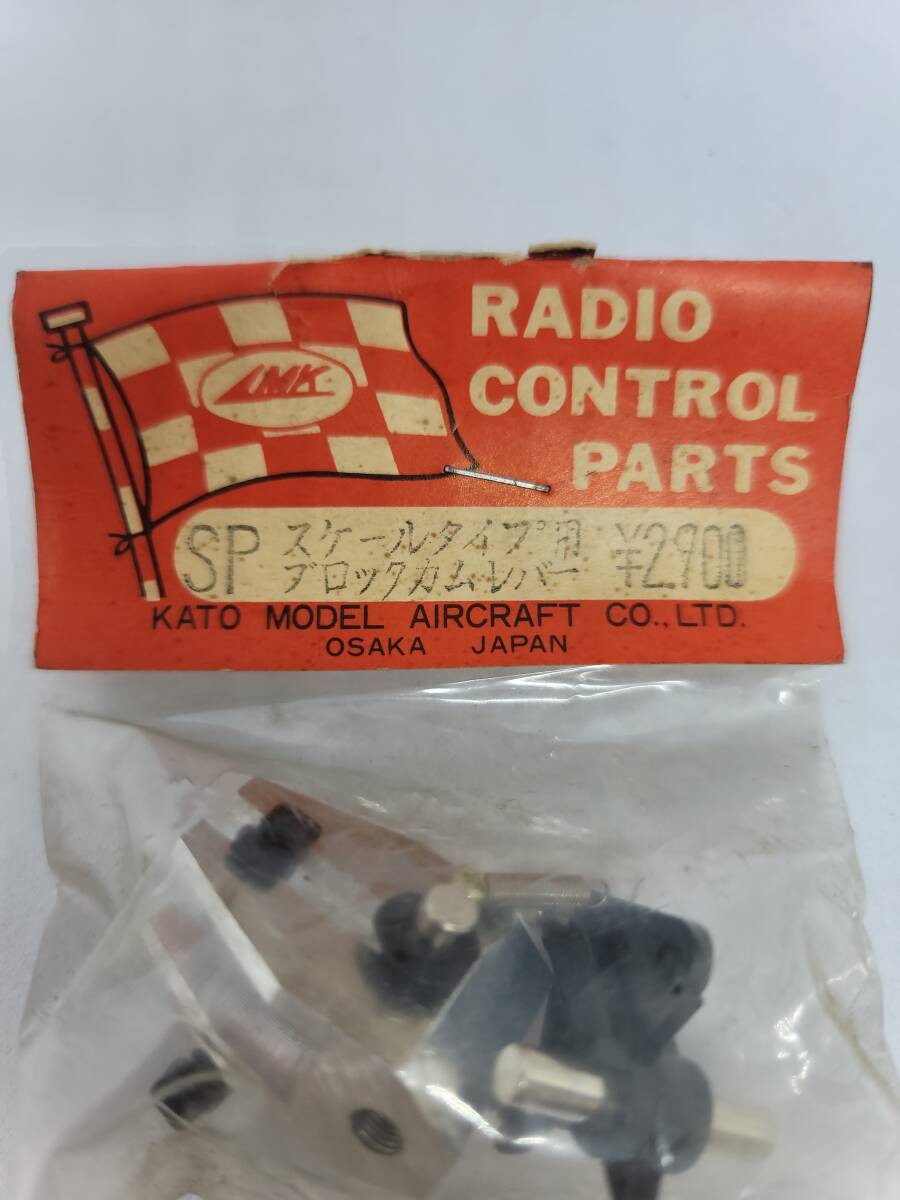 RADIO
CONTROL
PARTS
AMK
SP スケールタイプ用 ¥2,900
ブロックカムレバー
KATO MODEL AIRCRAFT CO., LTD.
OSAKA JAPAN